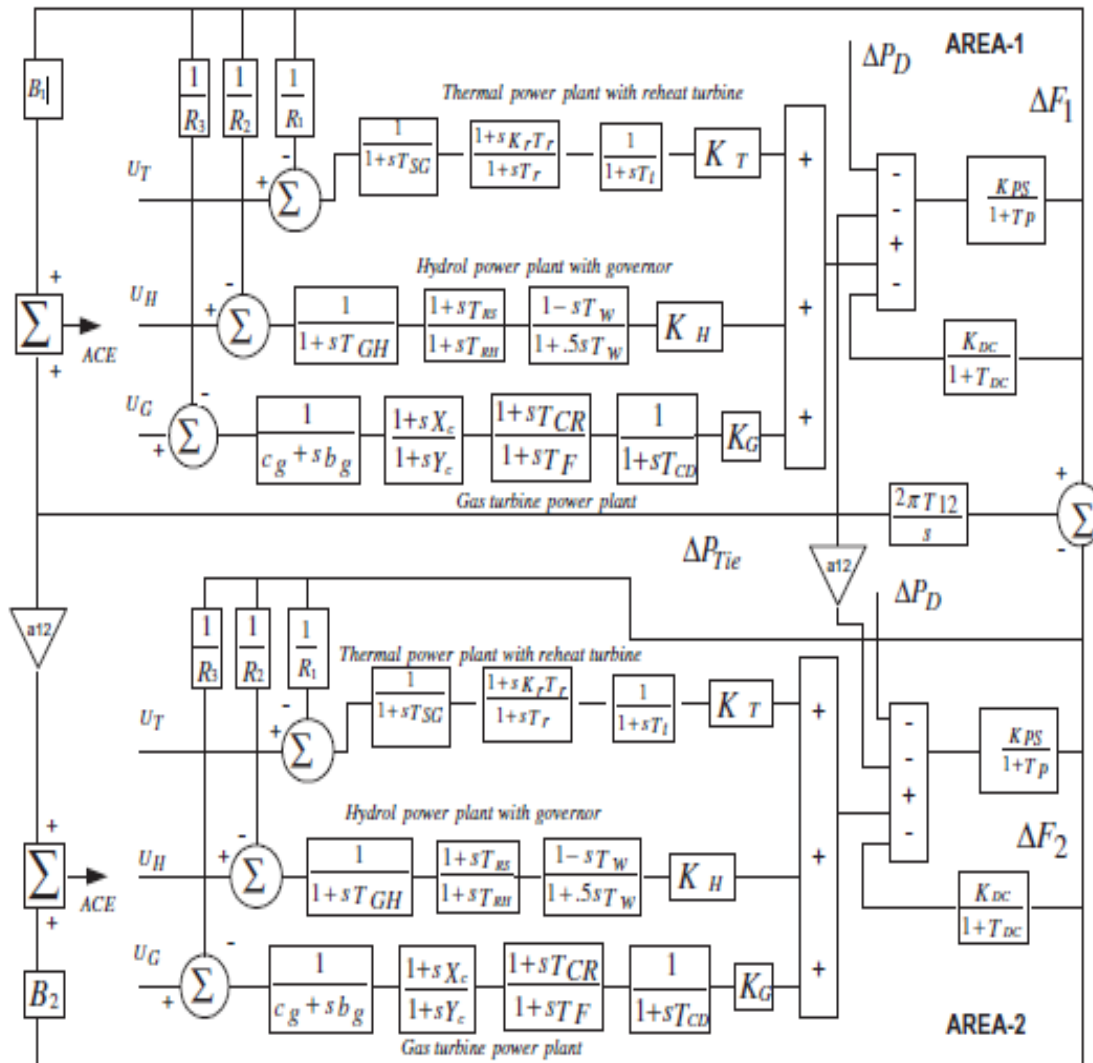 AREA-1
ΔP_D
ΔF_1
B_1
1/R_3
1/R_2
1/R_1
Thermal power plant with reheat turbine
U_T
-
+
Σ
1/(1+sT_SG)
(1+sK_rT_r)/(1+sT_r)
1/(1+sT_t)
K_T
+
-
-
+
-
K_PS/(1+T_P)
Hydrol power plant with governor
+
Σ
+
ACE
U_H
-
+
Σ
1/(1+sT_GH)
(1+sT_RS)/(1+sT_RH)
(1-sT_W)/(1+.5sT_W)
K_H
+
K_DC/(1+T_DC)
U_G
-
+
Σ
1/(c_g+sb_g)
(1+sX_c)/(1+sY_c)
(1+sT_CR)/(1+sT_F)
1/(1+sT_CD)
K_G
+
Gas turbine power plant
2πT12/s
+
Σ
-
ΔP_Tie
a12
a12
ΔP_D
1/R_3
1/R_2
1/R_1
Thermal power plant with reheat turbine
U_T
-
+
Σ
1/(1+sT_SG)
(1+sK_rT_r)/(1+sT_r)
1/(1+sT_t)
K_T
+
-
-
+
-
K_PS/(1+T_P)
Hydrol power plant with governor
ΔF_2
+
Σ
+
ACE
U_H
-
+
Σ
1/(1+sT_GH)
(1+sT_RS)/(1+sT_RH)
(1-sT_W)/(1+.5sT_W)
K_H
+
K_DC/(1+T_DC)
B_2
U_G
-
+
Σ
1/(c_g+sb_g)
(1+sX_c)/(1+sY_c)
(1+sT_CR)/(1+sT_F)
1/(1+sT_CD)
K_G
+
Gas turbine power plant
AREA-2